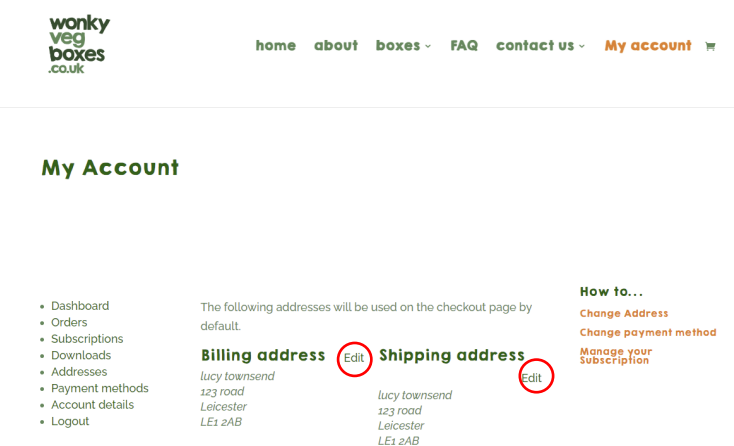 wonky
veg
boxes
.co.uk
home about boxes FAQ contact us My account
My Account
Dashboard
Orders
Subscriptions
Downloads
Addresses
Payment methods
Account details
Logout
The following addresses will be used on the checkout page by
default.
Billing address Edit
lucy townsend
123 road
Leicester
LE1 2AB
Shipping address
Edit
lucy townsend
123 road
Leicester
LE1 2AB
How to...
Change Address
Change payment method
Manage your
Subscription